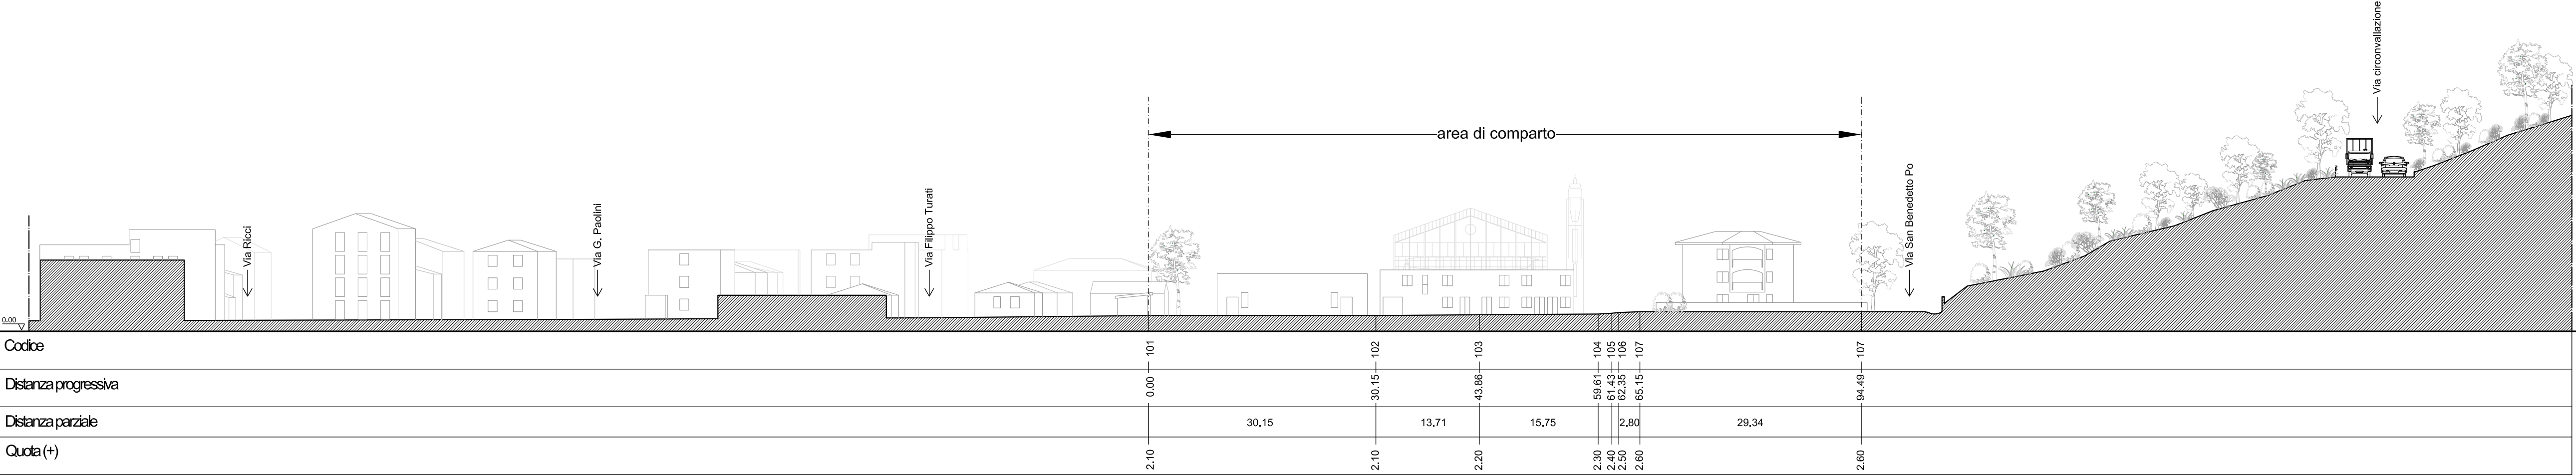 Via circonvallazione
area di comparto
Via Ricci
Via G. Paolini
Via Filippo Turati
Via San Benedetto Po
0.00
Codice 101 102 103 104 105 106 107 107
Distanza progressiva 0.00 30.15 43.86 59.61 61.43 62.35 65.15 94.49
Distanza parziale 30.15 13.71 15.75 2.80 29.34
Quota (+) 2.10 2.10 2.20 2.30 2.40 2.50 2.60 2.60